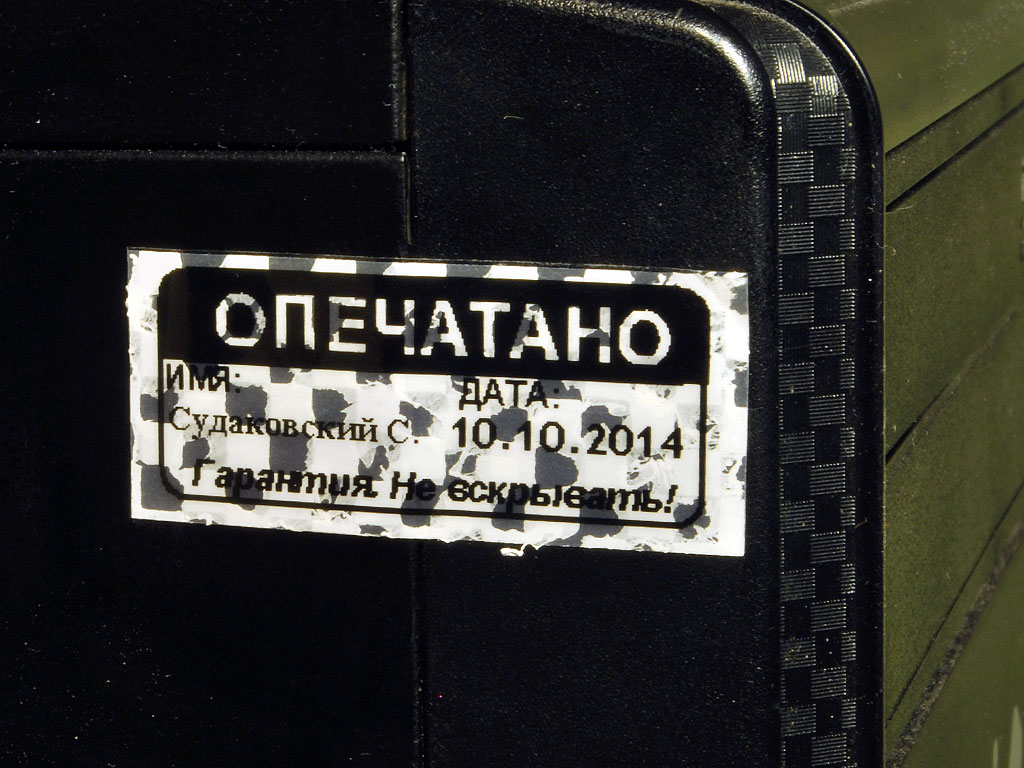 ОПЕЧАТАНО
ИМЯ: ДАТА:
Судаковский С. 10.10.2014
Гарантия. Не вскрывать!